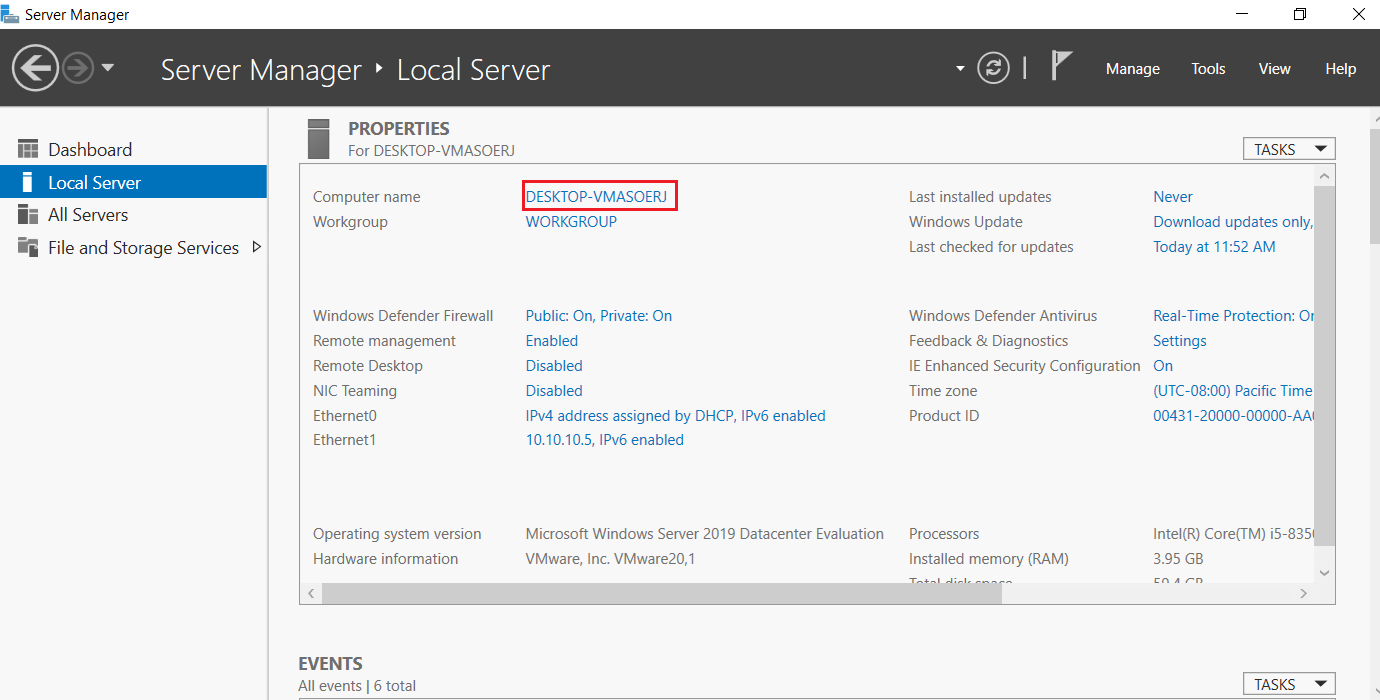 Server Manager
Server Manager ‣ Local Server
Manage Tools View Help
Dashboard
Local Server
All Servers
File and Storage Services
PROPERTIES
For DESKTOP-VMASOERJ
TASKS
Computer name DESKTOP-VMASOERJ Last installed updates Never
Workgroup WORKGROUP Windows Update Download updates only,
Last checked for updates Today at 11:52 AM
Windows Defender Firewall Public: On, Private: On Windows Defender Antivirus Real-Time Protection: On
Remote management Enabled Feedback & Diagnostics Settings
Remote Desktop Disabled IE Enhanced Security Configuration On
NIC Teaming Disabled Time zone (UTC-08:00) Pacific Time
Ethernet0 IPv4 address assigned by DHCP, IPv6 enabled Product ID 00431-20000-00000-AA
Ethernet1 10.10.10.5, IPv6 enabled
Operating system version Microsoft Windows Server 2019 Datacenter Evaluation Processors Intel(R) Core(TM) i5-835
Hardware information VMware, Inc. VMware20,1 Installed memory (RAM) 3.95 GB
Total disk space 59.4 GB
EVENTS
All events | 6 total
TASKS